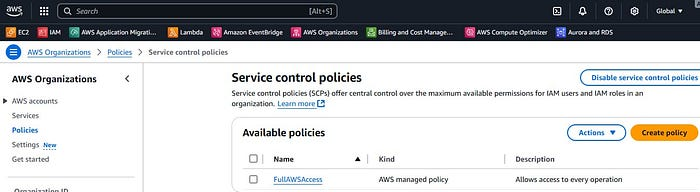 aws
Search
[Alt+S]
Global
EC2
IAM
AWS Application Migrati...
Lambda
Amazon EventBridge
AWS Organizations
Billing and Cost Manage...
AWS Compute Optimizer
Aurora and RDS
AWS Organizations > Policies > Service control policies
AWS Organizations
AWS accounts
Services
Policies
Settings New
Get started
Organization ID
Service control policies
Disable service control policies
Service control policies (SCPs) offer central control over the maximum available permissions for IAM users and IAM roles in an
organization. Learn more
Available policies
Actions
Create policy
Name
Kind
Description
FullAWSAccess
AWS managed policy
Allows access to every operation